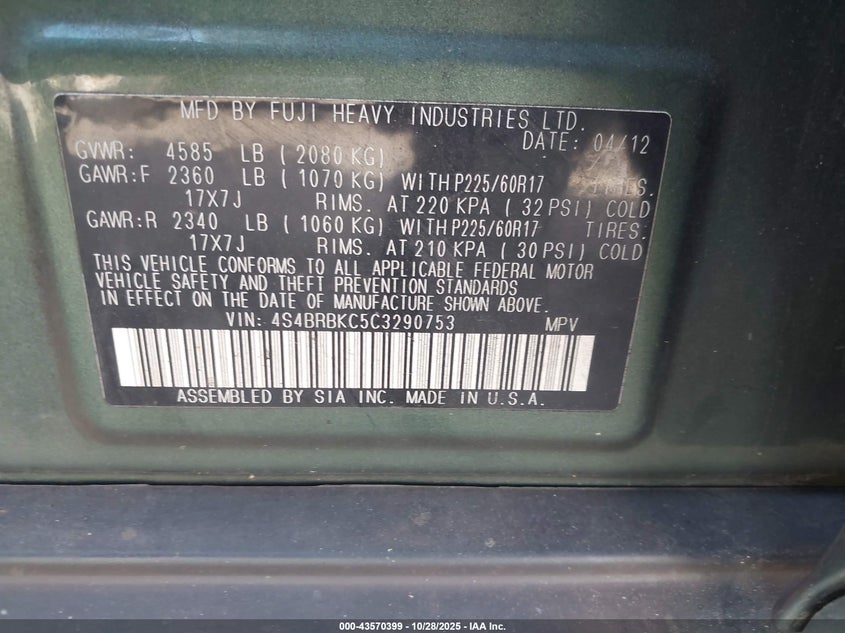 MFD BY FUJI HEAVY INDUSTRIES LTD.
DATE: 04/12
GVWR: 4585 LB ( 2080 KG)
GAWR:F 2360 LB ( 1070 KG) WITH P225/60R17 TIRES.
17X7J RIMS. AT 220 KPA ( 32 PSI) COLD
GAWR:R 2340 LB ( 1060 KG) WITH P225/60R17 TIRES:
17X7J RIMS. AT 210 KPA ( 30 PSI) COLD
THIS VEHICLE CONFORMS TO ALL APPLICABLE FEDERAL MOTOR
VEHICLE SAFETY AND THEFT PREVENTION STANDARDS
IN EFFECT ON THE DATE OF MANUFACTURE SHOWN ABOVE.
VIN: 4S4BRBKC5C3290753 MPV
ASSEMBLED BY SIA INC. MADE IN U.S.A.
000-43570399 | 10/28/2025 - IAA Inc.